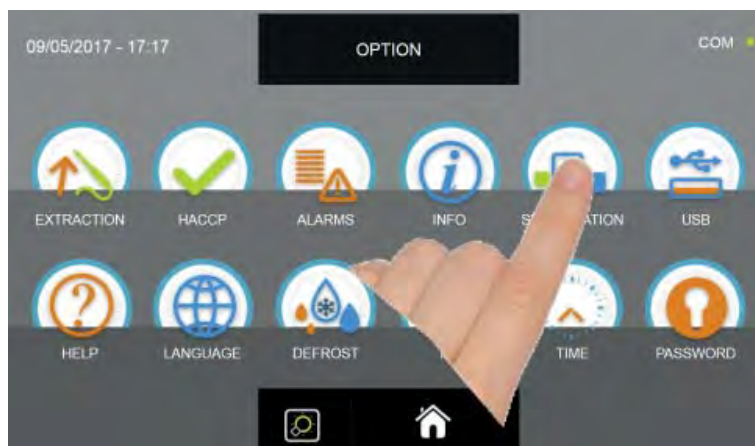 09/05/2017 - 17:17 OPTION COM
EXTRACTION HACCP ALARMS INFO USB
HELP LANGUAGE DEFROST TIME PASSWORD